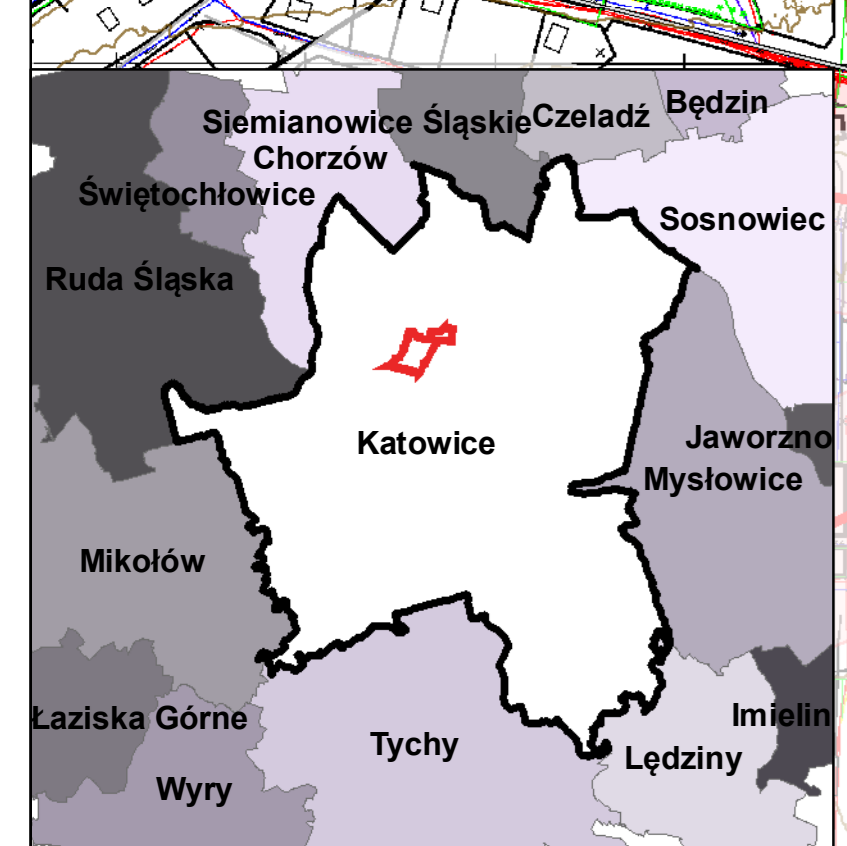 Siemianowice Śląskie
Czeladź
Będzin
Chorzów
Świętochłowice
Sosnowiec
Ruda Śląska
Katowice
Jaworzno
Mysłowice
Mikołów
Łaziska Górne
Imielin
Tychy
Lędziny
Wyry